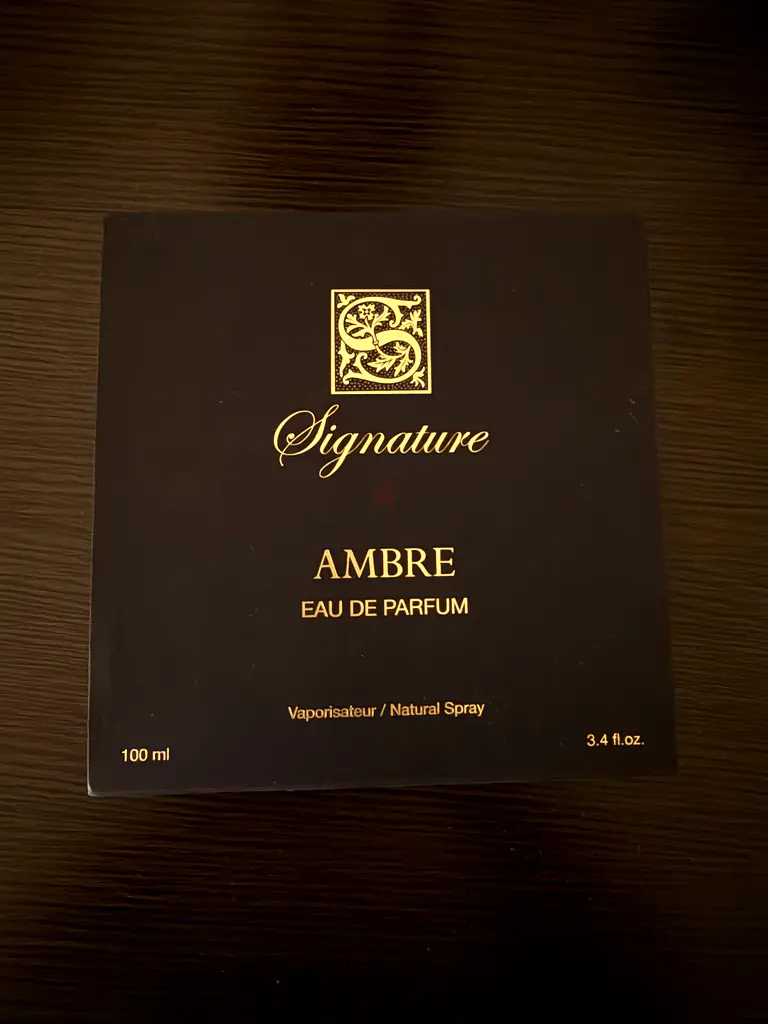 S
Signature
AMBRE
EAU DE PARFUM
Vaporisateur / Natural Spray
100 ml
3.4 fl.oz.